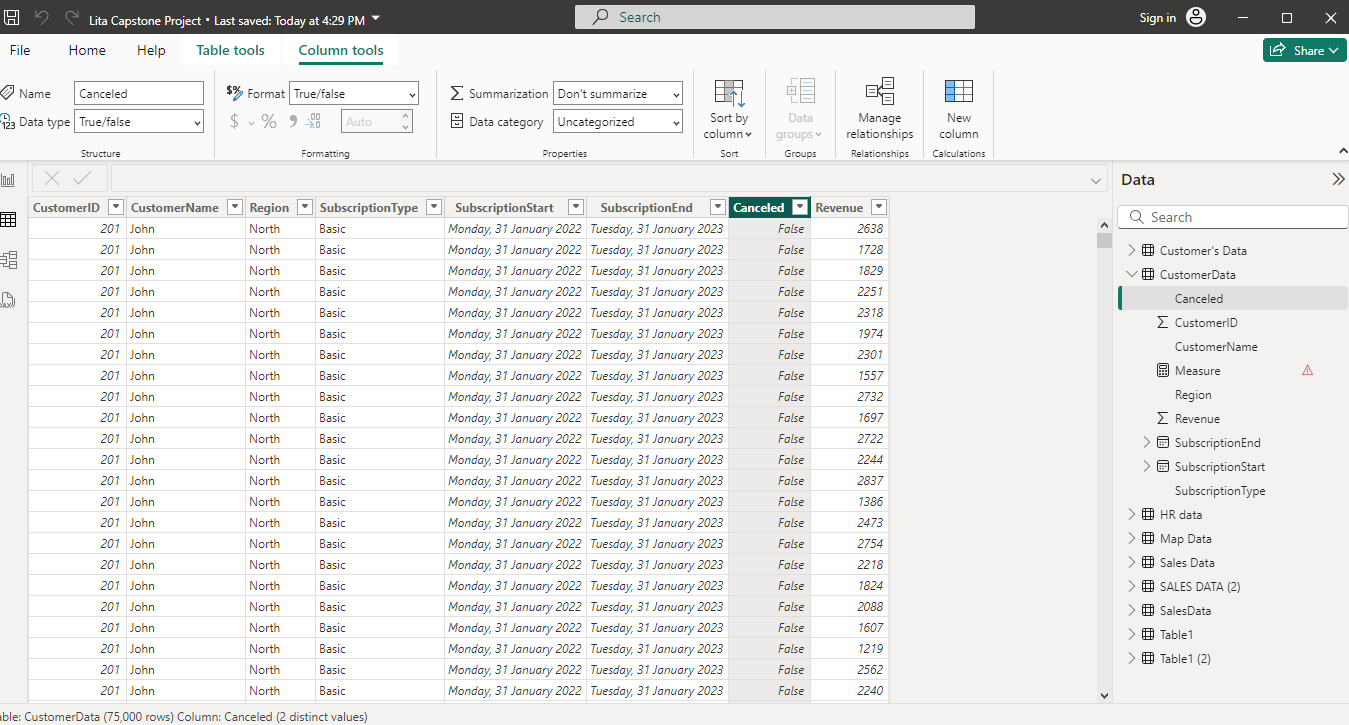 Lita Capstone Project • Last saved: Today at 4:29 PM
Search
Sign in
File Home Help Table tools Column tools
Share
Name Canceled
Data type True/false
Structure
Format True/false
$ % 9 Auto
Formatting
Summarization Don't summarize
Data category Uncategorized
Properties
Sort by
column
Sort
Data
groups
Groups
Manage
relationships
Relationships
New
column
Calculations
CustomerID CustomerName Region SubscriptionType SubscriptionStart SubscriptionEnd Canceled Revenue
201 John North Basic Monday, 31 January 2022 Tuesday, 31 January 2023 False 2638
201 John North Basic Monday, 31 January 2022 Tuesday, 31 January 2023 False 1728
201 John North Basic Monday, 31 January 2022 Tuesday, 31 January 2023 False 1829
201 John North Basic Monday, 31 January 2022 Tuesday, 31 January 2023 False 2251
201 John North Basic Monday, 31 January 2022 Tuesday, 31 January 2023 False 2318
201 John North Basic Monday, 31 January 2022 Tuesday, 31 January 2023 False 1974
201 John North Basic Monday, 31 January 2022 Tuesday, 31 January 2023 False 2301
201 John North Basic Monday, 31 January 2022 Tuesday, 31 January 2023 False 1557
201 John North Basic Monday, 31 January 2022 Tuesday, 31 January 2023 False 2732
201 John North Basic Monday, 31 January 2022 Tuesday, 31 January 2023 False 1697
201 John North Basic Monday, 31 January 2022 Tuesday, 31 January 2023 False 2722
201 John North Basic Monday, 31 January 2022 Tuesday, 31 January 2023 False 2244
201 John North Basic Monday, 31 January 2022 Tuesday, 31 January 2023 False 2837
201 John North Basic Monday, 31 January 2022 Tuesday, 31 January 2023 False 1386
201 John North Basic Monday, 31 January 2022 Tuesday, 31 January 2023 False 2473
201 John North Basic Monday, 31 January 2022 Tuesday, 31 January 2023 False 2754
201 John North Basic Monday, 31 January 2022 Tuesday, 31 January 2023 False 2218
201 John North Basic Monday, 31 January 2022 Tuesday, 31 January 2023 False 1824
201 John North Basic Monday, 31 January 2022 Tuesday, 31 January 2023 False 2088
201 John North Basic Monday, 31 January 2022 Tuesday, 31 January 2023 False 1607
201 John North Basic Monday, 31 January 2022 Tuesday, 31 January 2023 False 1219
201 John North Basic Monday, 31 January 2022 Tuesday, 31 January 2023 False 2562
201 John North Basic Monday, 31 January 2022 Tuesday, 31 January 2023 False 2240
Data
Search
Customer's Data
CustomerData
Canceled
CustomerID
CustomerName
Measure
Region
Revenue
SubscriptionEnd
SubscriptionStart
SubscriptionType
HR data
Map Data
Sales Data
SALES DATA (2)
SalesData
Table1
Table1 (2)
able: CustomerData (75,000 rows) Column: Canceled (2 distinct values)